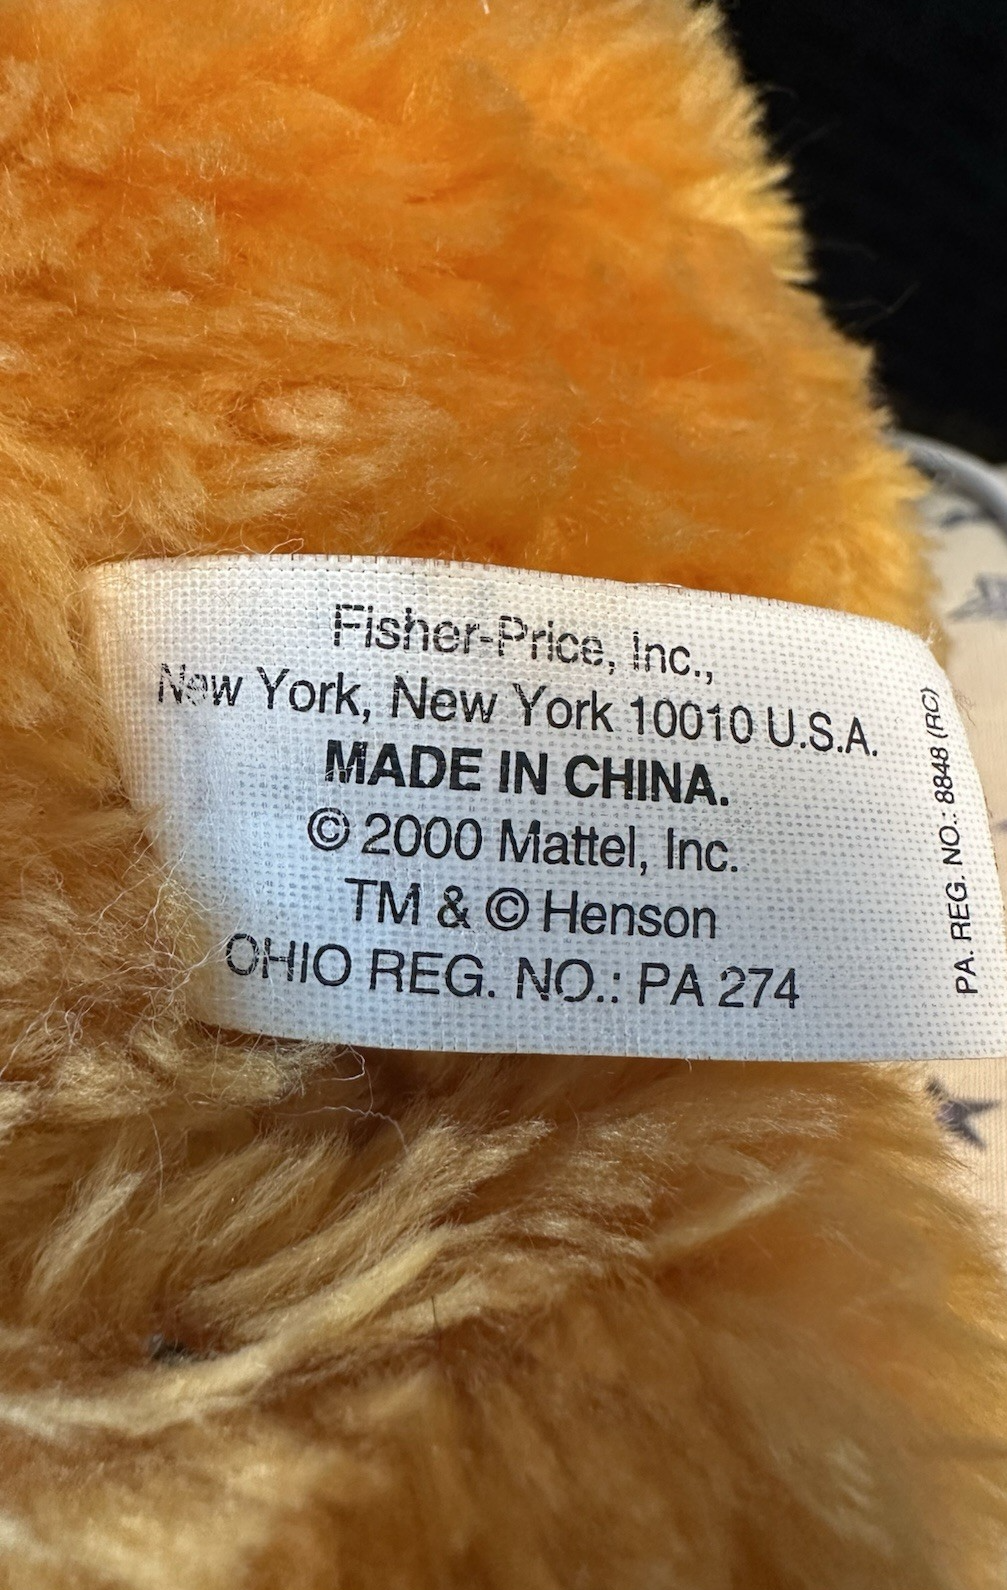 Fisher-Price, Inc.,
New York, New York 10010 U.S.A.
MADE IN CHINA.
© 2000 Mattel, Inc.
TM & © Henson
OHIO REG. NO.: PA 274
PA. REG. NO.: 8848 (RC)